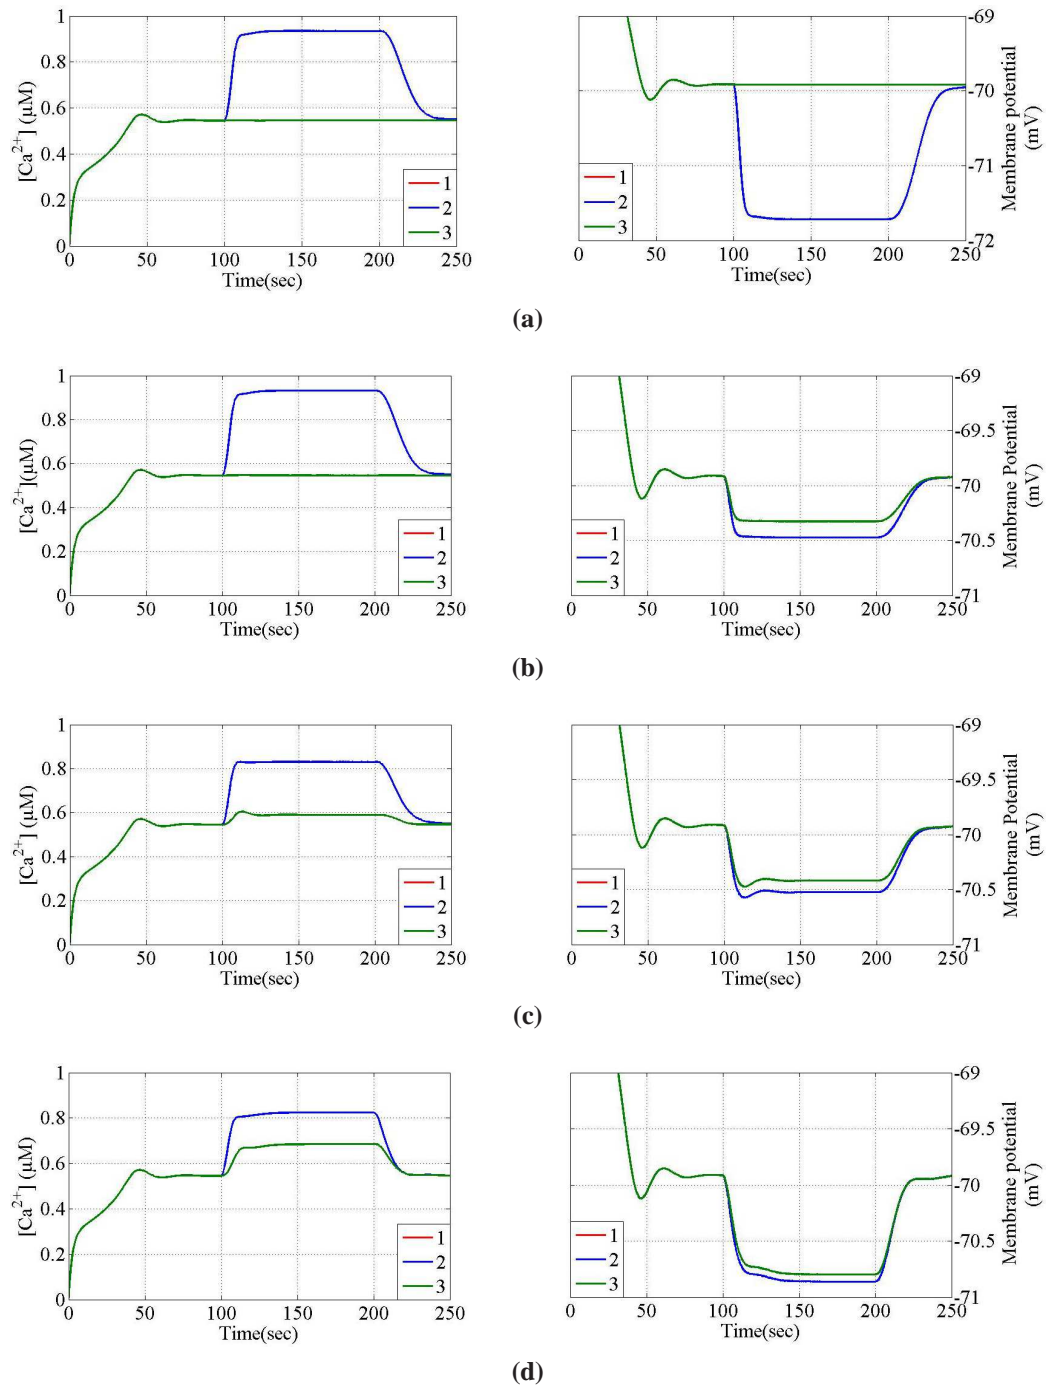 1
0.8
0.6
0.4
0.2
0
[Ca²⁺] (µM)
0 50 100 150 200 250
Time(sec)
1
2
3
-69
-70
-71
-72
Membrane potential
(mV)
0 50 100 150 200 250
Time(sec)
1
2
3
(a)
1
0.8
0.6
0.4
0.2
0
[Ca²⁺](µM)
0 50 100 150 200 250
Time(sec)
1
2
3
-69
-69.5
-70
-70.5
-71
Membrane Potential
(mV)
0 50 100 150 200 250
Time(sec)
1
2
3
(b)
1
0.8
0.6
0.4
0.2
0
[Ca²⁺] (µM)
0 50 100 150 200 250
Time(sec)
1
2
3
-69
-69.5
-70
-70.5
-71
Membrane Potential
(mV)
0 50 100 150 200 250
Time(sec)
1
2
3
(c)
1
0.8
0.6
0.4
0.2
0
[Ca²⁺] (µM)
0 50 100 150 200 250
Time(sec)
1
2
3
-69
-69.5
-70
-70.5
-71
Membrane potential
(mV)
0 50 100 150 200 250
Time(sec)
1
2
3
(d)